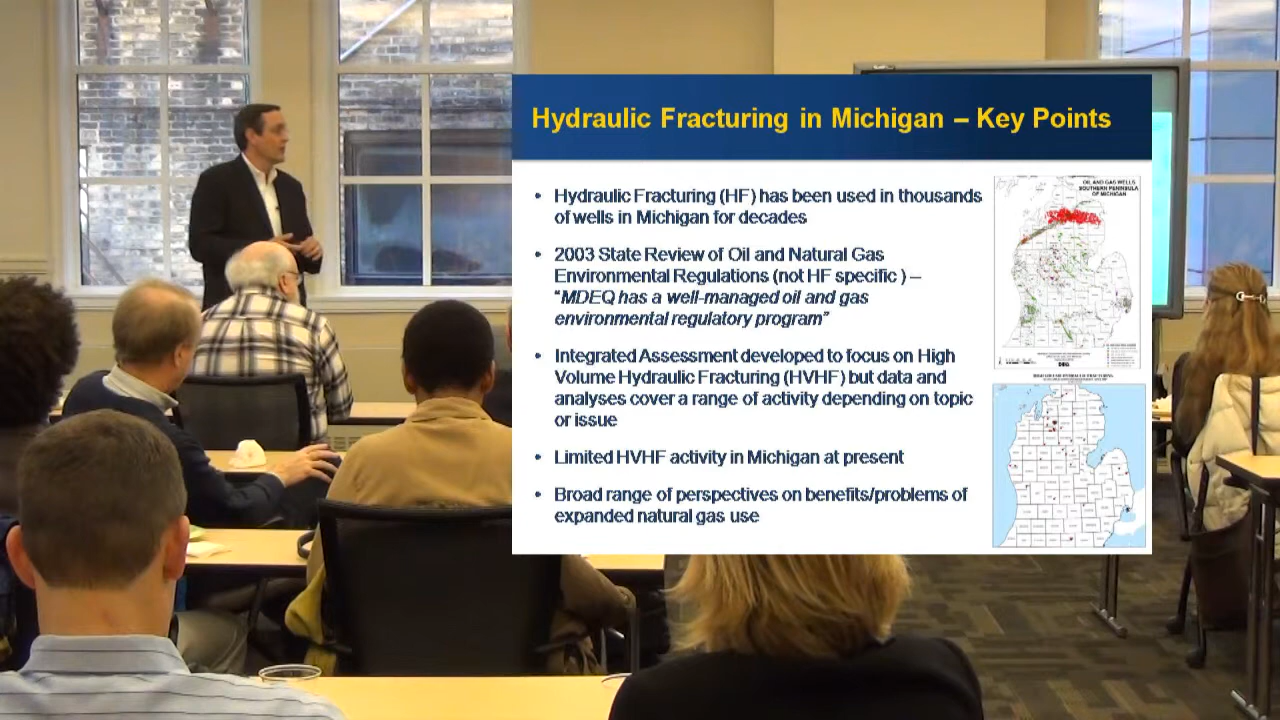 Hydraulic Fracturing in Michigan – Key Points
• Hydraulic Fracturing (HF) has been used in thousands
of wells in Michigan for decades
• 2003 State Review of Oil and Natural Gas
Environmental Regulations (not HF specific ) –
"MDEQ has a well-managed oil and gas
environmental regulatory program"
• Integrated Assessment developed to focus on High
Volume Hydraulic Fracturing (HVHF) but data and
analyses cover a range of activity depending on topic
or issue
• Limited HVHF activity in Michigan at present
• Broad range of perspectives on benefits/problems of
expanded natural gas use
OIL AND GAS WELLS
SOUTHERN PENINSULA
OF MICHIGAN